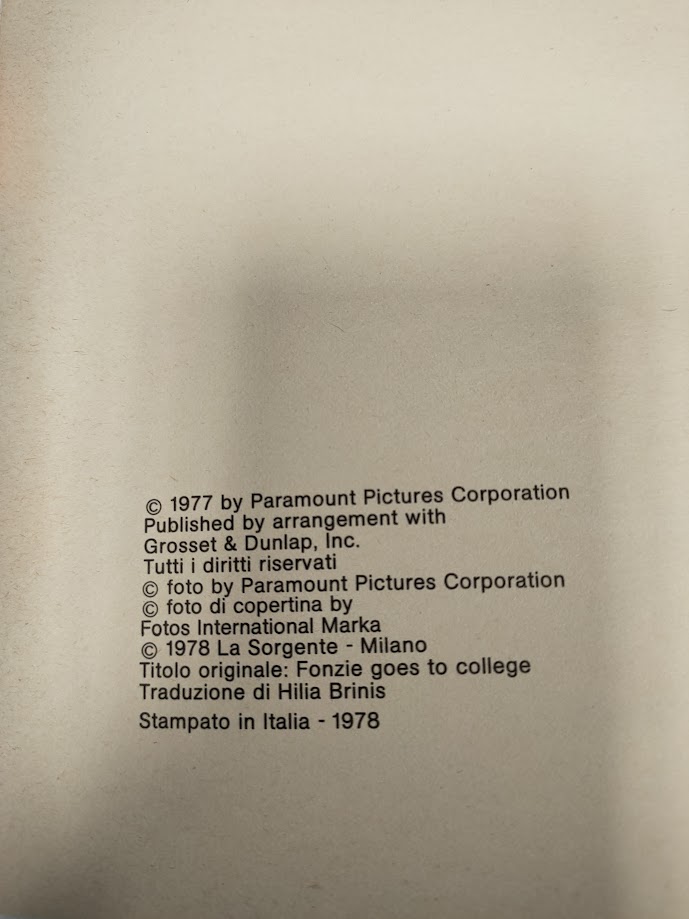 © 1977 by Paramount Pictures Corporation
Published by arrangement with
Grosset & Dunlap, Inc.
Tutti i diritti riservati
© foto by Paramount Pictures Corporation
© foto di copertina by
Fotos International Marka
© 1978 La Sorgente - Milano
Titolo originale: Fonzie goes to college
Traduzione di Hilia Brinis
Stampato in Italia - 1978